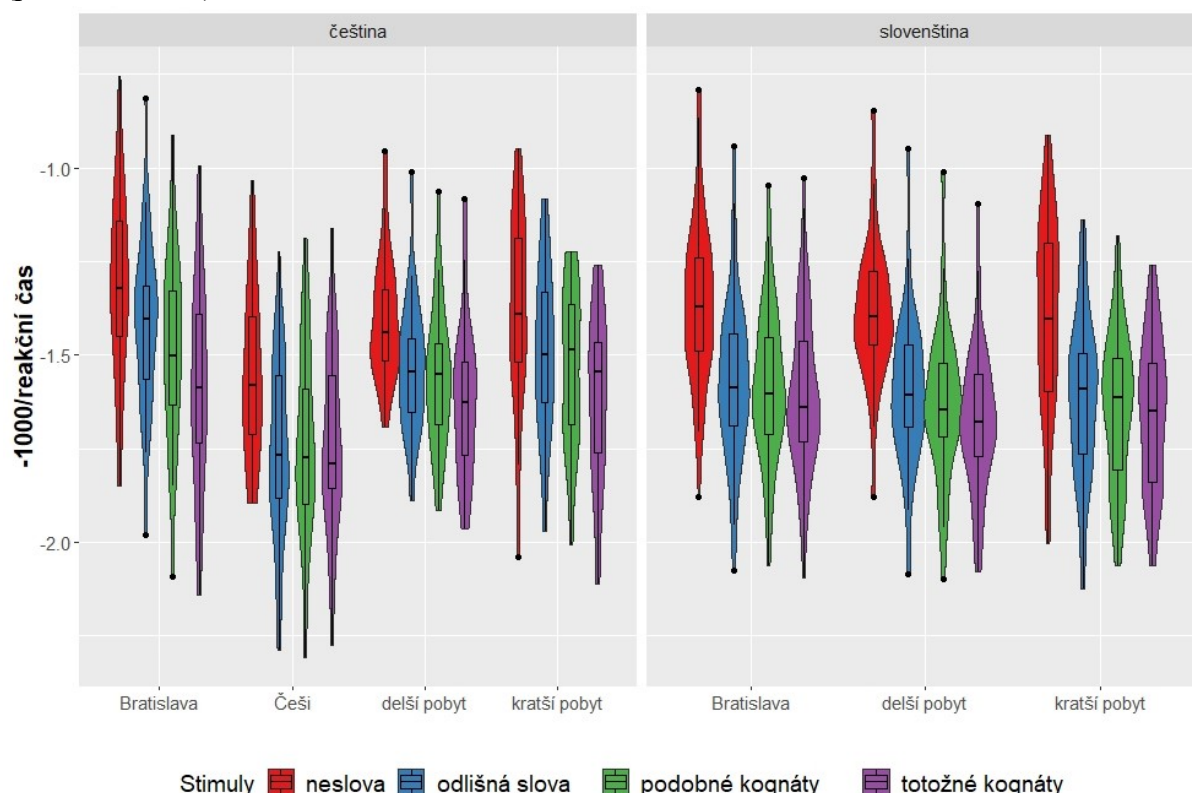 čeština slovenština
-1000/reakční čas
-1.0
-1.5
-2.0
Bratislava Češi delší pobyt kratší pobyt Bratislava delší pobyt kratší pobyt
Stimuly neslova odlišná slova podobné kognáty totožné kognáty